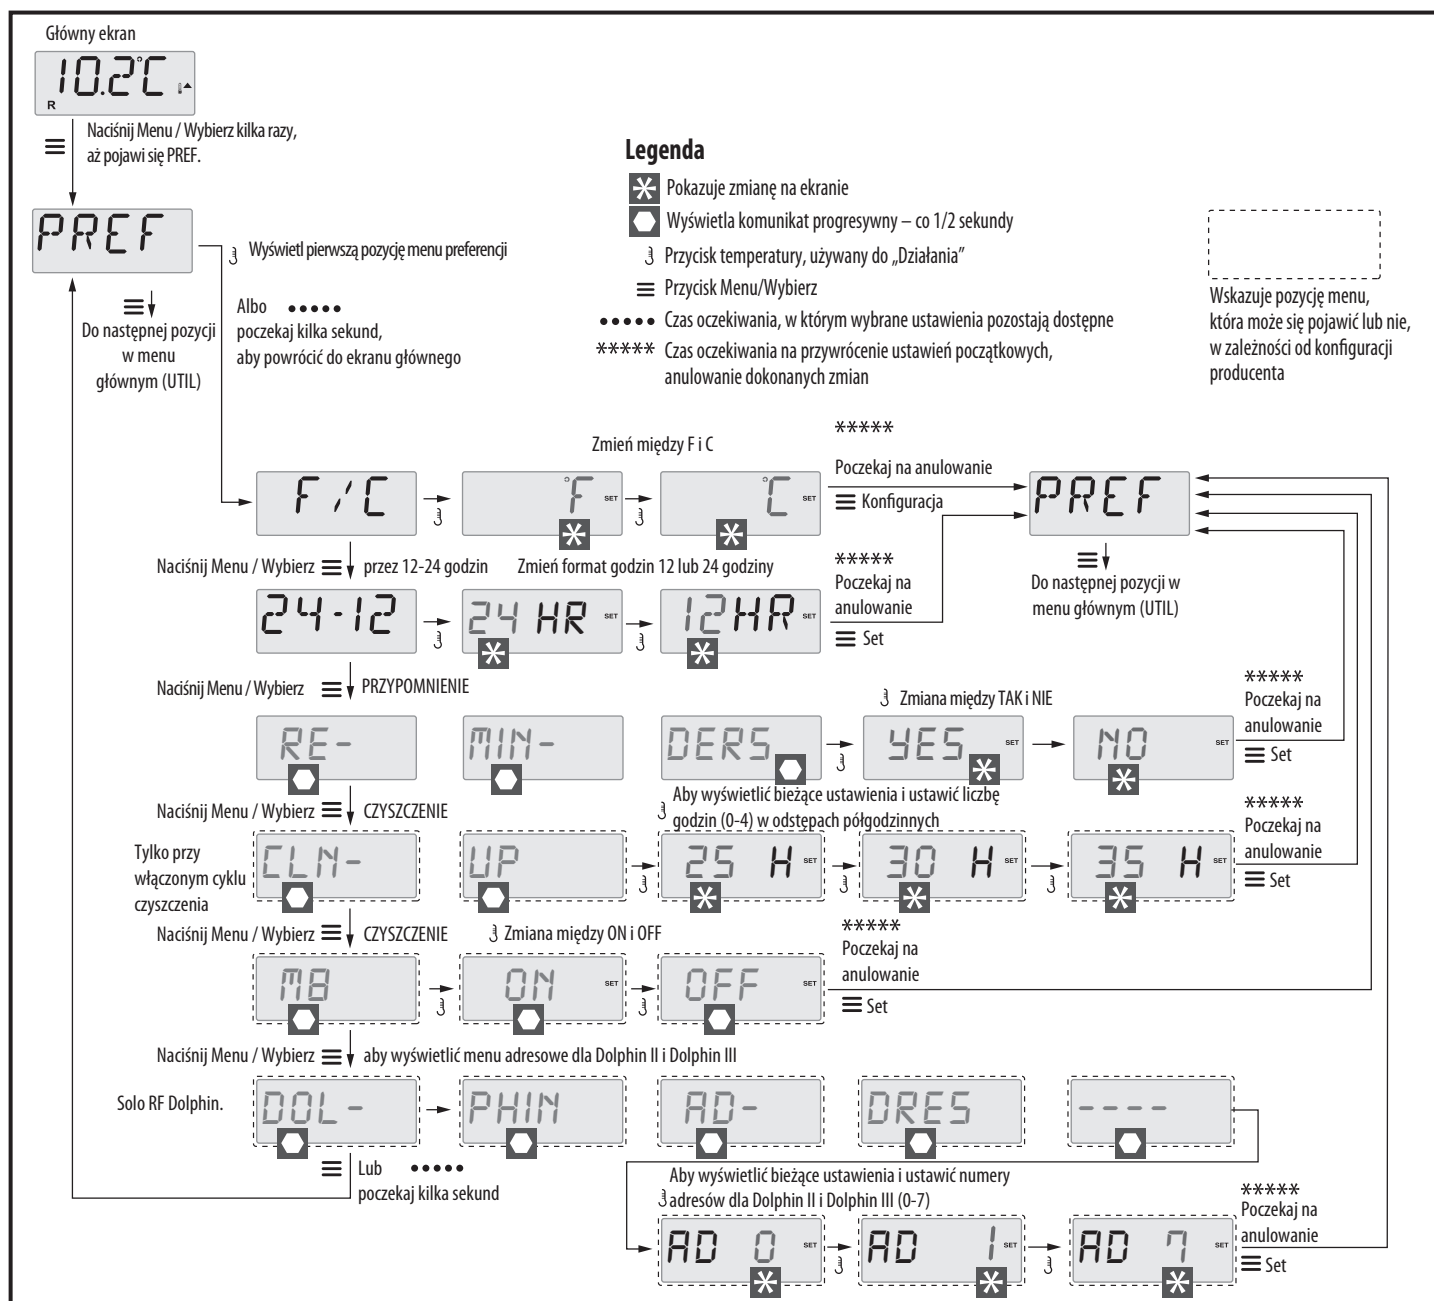 Główny ekran
10.2°C
R
Naciśnij Menu / Wybierz kilka razy,
aż pojawi się PREF.
PREF
Wyświetl pierwszą pozycję menu preferencji
Do następnej pozycji
w menu
głównym (UTIL)
Albo •••••
poczekaj kilka sekund,
aby powrócić do ekranu głównego
Legenda
Pokazuje zmianę na ekranie
Wyświetla komunikat progresywny – co 1/2 sekundy
Przycisk temperatury, używany do „Działania”
Przycisk Menu/Wybierz
••••• Czas oczekiwania, w którym wybrane ustawienia pozostają dostępne
***** Czas oczekiwania na przywrócenie ustawień początkowych,
anulowanie dokonanych zmian
Wskazuje pozycję menu,
która może się pojawić lub nie,
w zależności od konfiguracji
producenta
Zmień między F i C
*****
Poczekaj na anulowanie
Konfiguracja
F/C
°F SET
°C SET
PREF
Do następnej pozycji w
menu głównym (UTIL)
Naciśnij Menu / Wybierz przez 12-24 godzin
Zmień format godzin 12 lub 24 godziny
*****
Poczekaj na
anulowanie
Set
24-12
24 HR SET
12HR SET
Naciśnij Menu / Wybierz PRZYPOMNIENIE
Zmiana między TAK i NIE
*****
Poczekaj na
anulowanie
Set
RE-
MIN-
DERS
YES SET
NO SET
Naciśnij Menu / Wybierz CZYSZCZENIE
Aby wyświetlić bieżące ustawienia i ustawić liczbę
godzin (0-4) w odstępach półgodzinnych
*****
Poczekaj na
anulowanie
Set
Tylko przy
włączonym cyklu
czyszczenia
CLN-
UP
25 H SET
30 H SET
35 H SET
Naciśnij Menu / Wybierz CZYSZCZENIE
Zmiana między ON i OFF
*****
Poczekaj na
anulowanie
Set
M8
ON SET
OFF SET
Naciśnij Menu / Wybierz aby wyświetlić menu adresowe dla Dolphin II i Dolphin III
Solo RF Dolphin.
DOL-
PHIN
AD-
DRES
----
Lub •••••
poczekaj kilka sekund
Aby wyświetlić bieżące ustawienia i ustawić numery
adresów dla Dolphin II i Dolphin III (0-7)
*****
Poczekaj na
anulowanie
Set
AD 0 SET
AD 1 SET
AD 7 SET